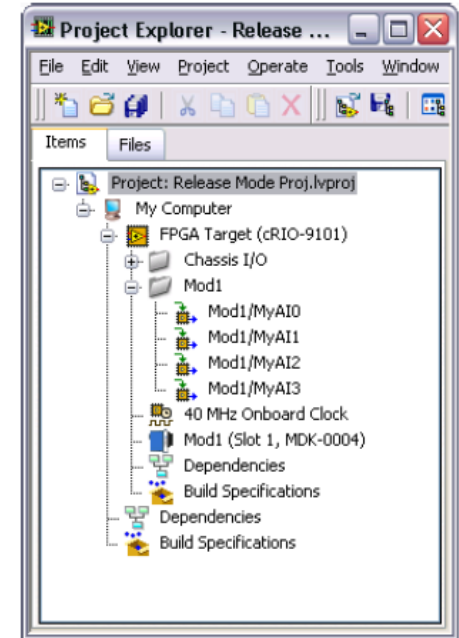 Project Explorer - Release ...
File Edit View Project Operate Tools Window
Items Files
Project: Release Mode Proj.lvproj
My Computer
FPGA Target (cRIO-9101)
Chassis I/O
Mod1
Mod1/MyAI0
Mod1/MyAI1
Mod1/MyAI2
Mod1/MyAI3
40 MHz Onboard Clock
Mod1 (Slot 1, MDK-0004)
Dependencies
Build Specifications
Dependencies
Build Specifications